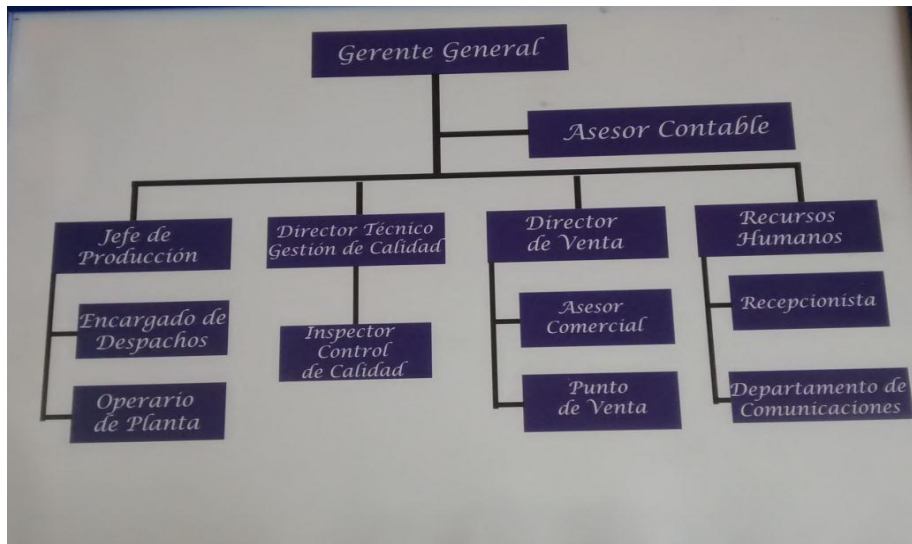 Gerente General
Asesor Contable
Jefe de
Producción
Director Técnico
Gestión de Calidad
Director
de Venta
Recursos
Humanos
Encargado de
Despachos
Inspector
Control
de Calidad
Asesor
Comercial
Recepcionista
Operario
de Planta
Punto
de Venta
Departamento de
Comunicaciones